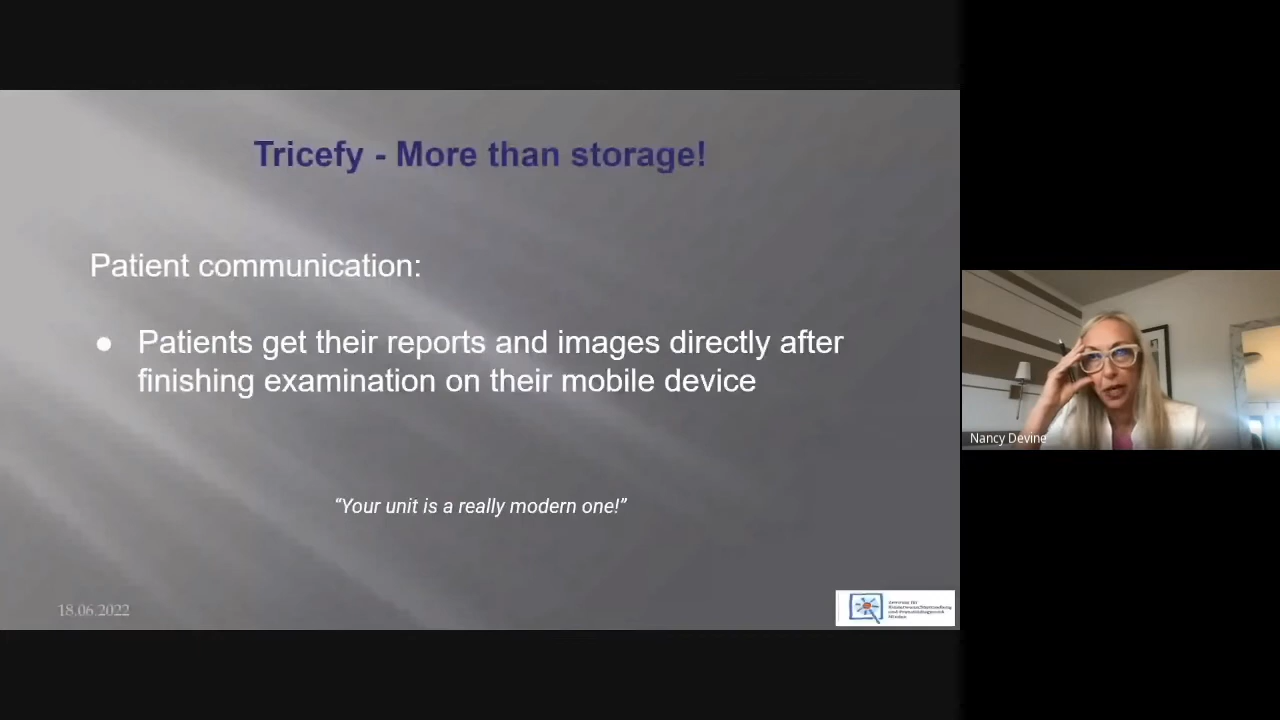 Tricefy - More than storage!
Patient communication:
● Patients get their reports and images directly after
finishing examination on their mobile device
“Your unit is a really modern one!”
18.06.2022
Nancy Devine